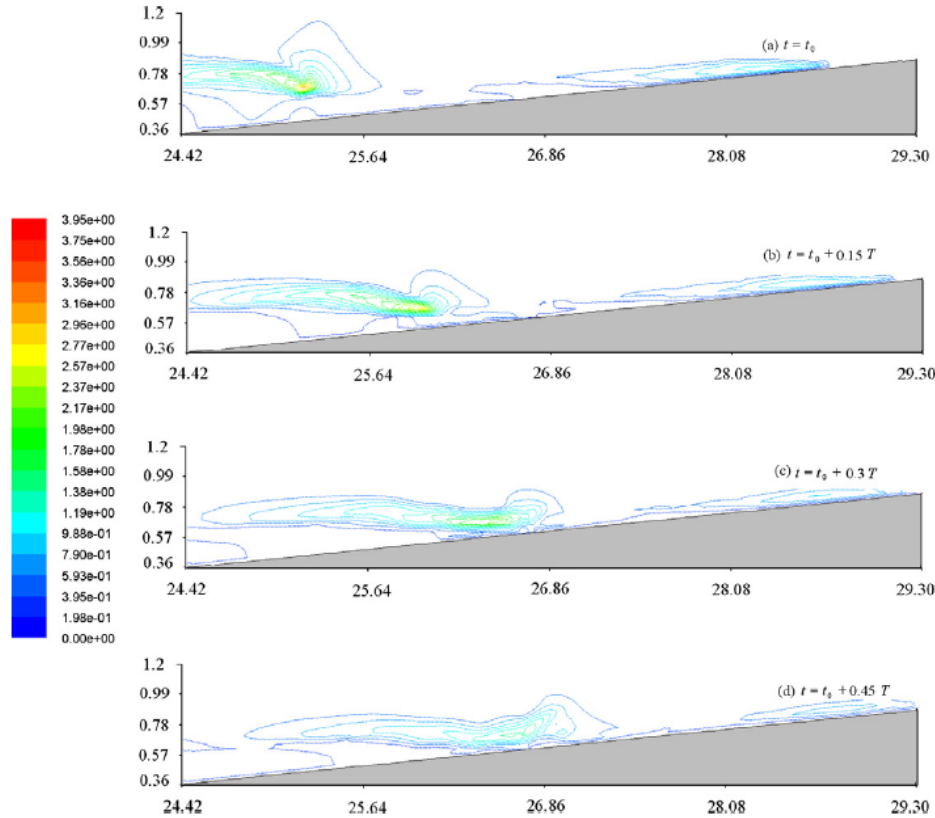 1.2
0.99
(a) t = t0
0.78
0.57
0.36
24.42 25.64 26.86 28.08 29.30
3.95e+00
3.75e+00
3.56e+00
3.36e+00
3.16e+00
2.96e+00
2.77e+00
2.57e+00
2.37e+00
2.17e+00
1.98e+00
1.78e+00
1.58e+00
1.38e+00
1.19e+00
9.88e-01
7.90e-01
5.93e-01
3.95e-01
1.98e-01
0.00e+00
1.2
0.99
(b) t = t0 + 0.15 T
0.78
0.57
0.36
24.42 25.64 26.86 28.08 29.30
1.2
0.99
(c) t = t0 + 0.3 T
0.78
0.57
0.36
24.42 25.64 26.86 28.08 29.30
1.2
0.99
(d) t = t0 + 0.45 T
0.78
0.57
0.36
24.42 25.64 26.86 28.08 29.30